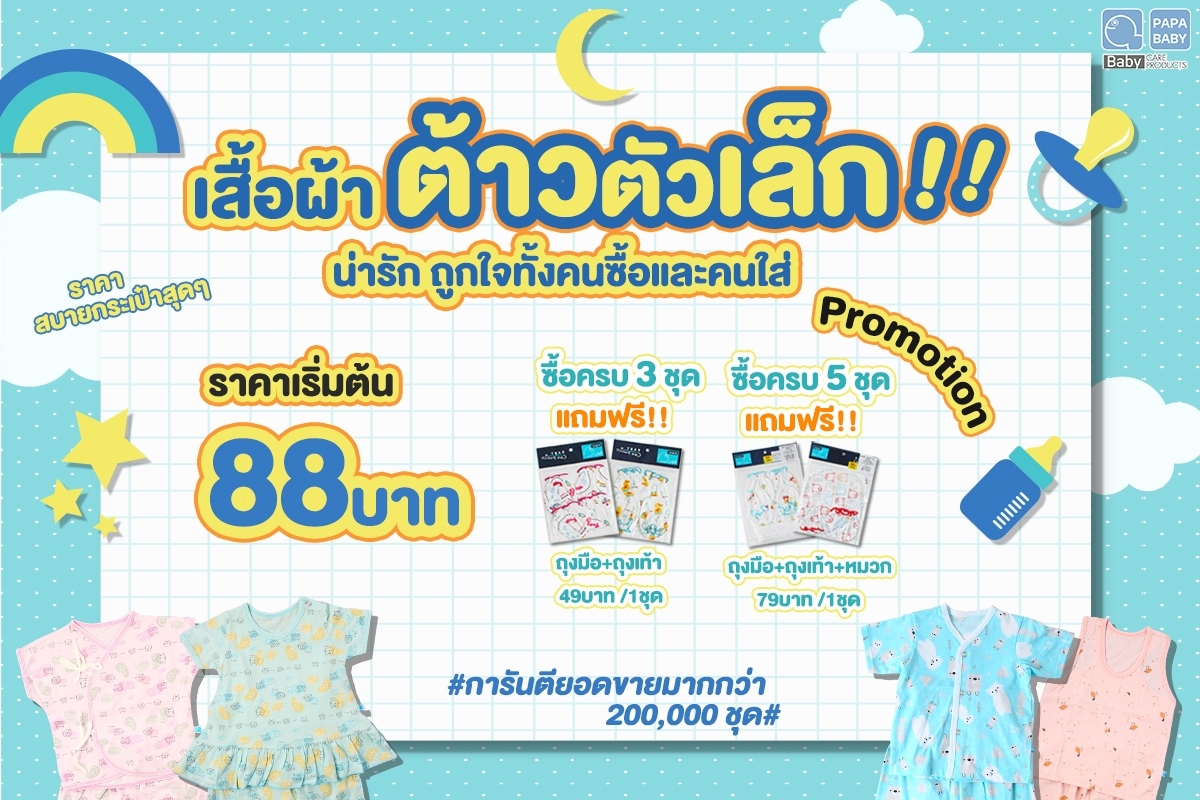 PAPA
BABY
Baby CARE PRODUCTS
เสื้อผ้า ต้าวตัวเล็ก!!
น่ารัก ถูกใจทั้งคนซื้อและคนใส่
ราคา
สบายกระเป๋าสุดๆ
Promotion
ราคาเริ่มต้น
88บาท
ซื้อครบ 3 ชุด
แถมฟรี!!
ถุงมือ+ถุงเท้า
49บาท /1ชุด
ซื้อครบ 5 ชุด
แถมฟรี!!
ถุงมือ+ถุงเท้า+หมวก
79บาท /1ชุด
#การันตียอดขายมากกว่า
200,000 ชุด#